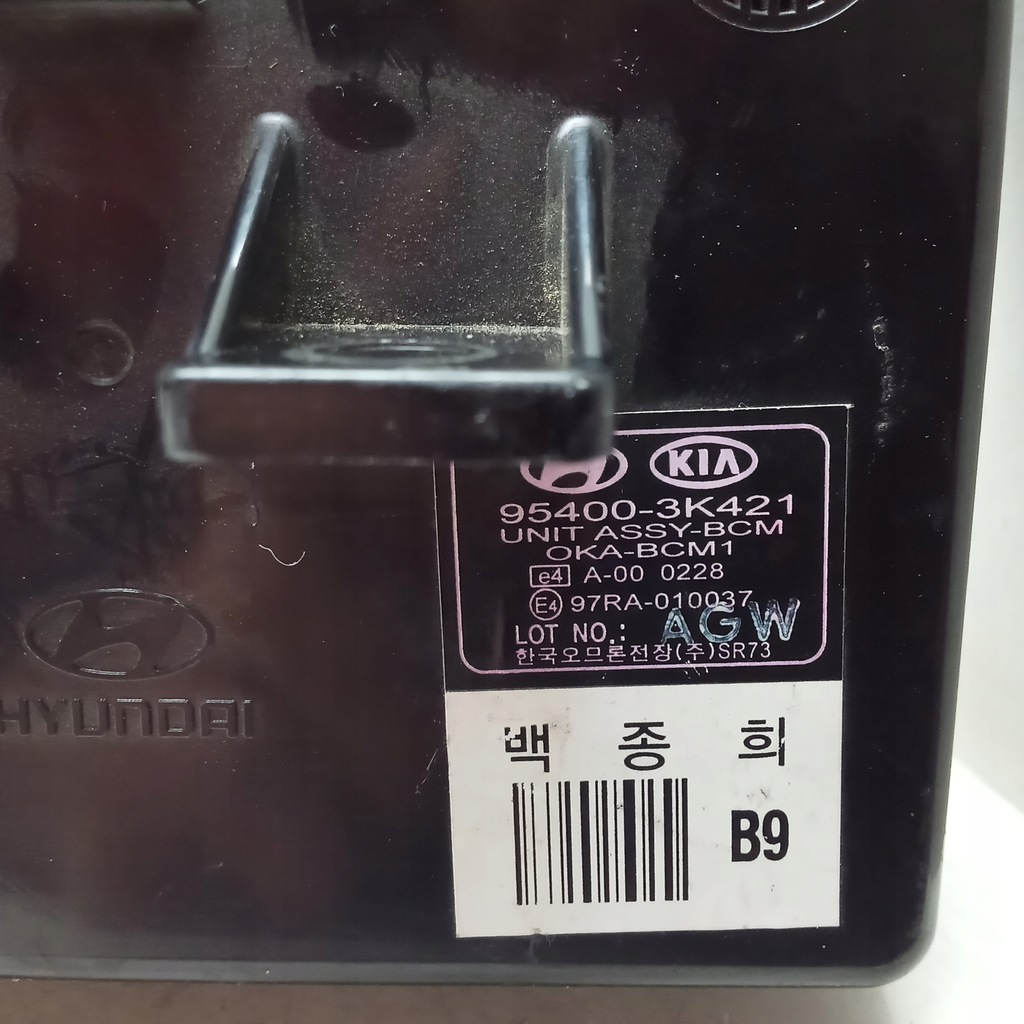 KIA
95400-3K421
UNIT ASSY-BCM
OKA-BCM1
e4 A-00 0228
E4 97RA-010037
LOT NO.: AGW
한국오므론전장(주)SR73
HYUNDAI
백 종 희
B9